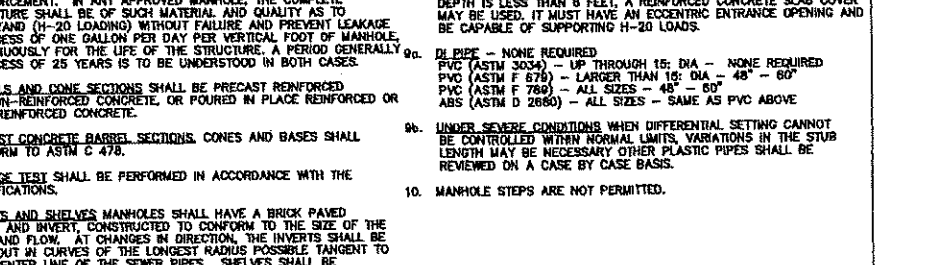 RCEMENT. IN ANY APPROVED MANHOLE, THE COMPLETE
TURE SHALL BE OF SUCH MATERIAL AND QUALITY AS TO
AND (H-20 LOADING) WITHOUT FAILURE AND PREVENT LEAKAGE
ESS OF ONE GALLON PER DAY PER VERTICAL FOOT OF MANHOLE,
UOUSLY FOR THE LIFE OF THE STRUCTURE. A PERIOD GENERALLY
ESS OF 25 YEARS IS TO BE UNDERSTOOD IN BOTH CASES.
S AND CONE SECTIONS SHALL BE PRECAST REINFORCED
N-REINFORCED CONCRETE, OR POURED IN PLACE REINFORCED OR
REINFORCED CONCRETE.
ST CONCRETE BARREL SECTIONS, CONES AND BASES SHALL
RM TO ASTM C 478.
GE TEST SHALL BE PERFORMED IN ACCORDANCE WITH THE
FICATIONS.
S AND SHELVES MANHOLES SHALL HAVE A BRICK PAVED
AND INVERT, CONSTRUCTED TO CONFORM TO THE SIZE OF THE
AND FLOW. AT CHANGES IN DIRECTION, THE INVERTS SHALL BE
OUT IN CURVES OF THE LONGEST RADIUS POSSIBLE TANGENT TO
ENTER LINE OF THE SEWER PIPES. SHELVES SHALL BE
DEPTH IS LESS THAN 6 FEET, A REINFORCED CONCRETE SLAB COVER
MAY BE USED. IT MUST HAVE AN ECCENTRIC ENTRANCE OPENING AND
BE CAPABLE OF SUPPORTING H-20 LOADS.
9a. DI PIPE - NONE REQUIRED
PVC (ASTM 3034) - UP THROUGH 15: DIA - NONE REQUIRED
PVC (ASTM F 679) - LARGER THAN 15: DIA - 48" - 60"
PVC (ASTM F 789) - ALL SIZES - 48" - 60"
ABS (ASTM D 2680) - ALL SIZES - SAME AS PVC ABOVE
9b. UNDER SEVERE CONDITIONS WHEN DIFFERENTIAL SETTING CANNOT
BE CONTROLLED WITHIN NORMAL LIMITS, VARIATIONS IN THE STUB
LENGTH MAY BE NECESSARY OTHER PLASTIC PIPES SHALL BE
REVIEWED ON A CASE BY CASE BASIS.
10. MANHOLE STEPS ARE NOT PERMITTED.